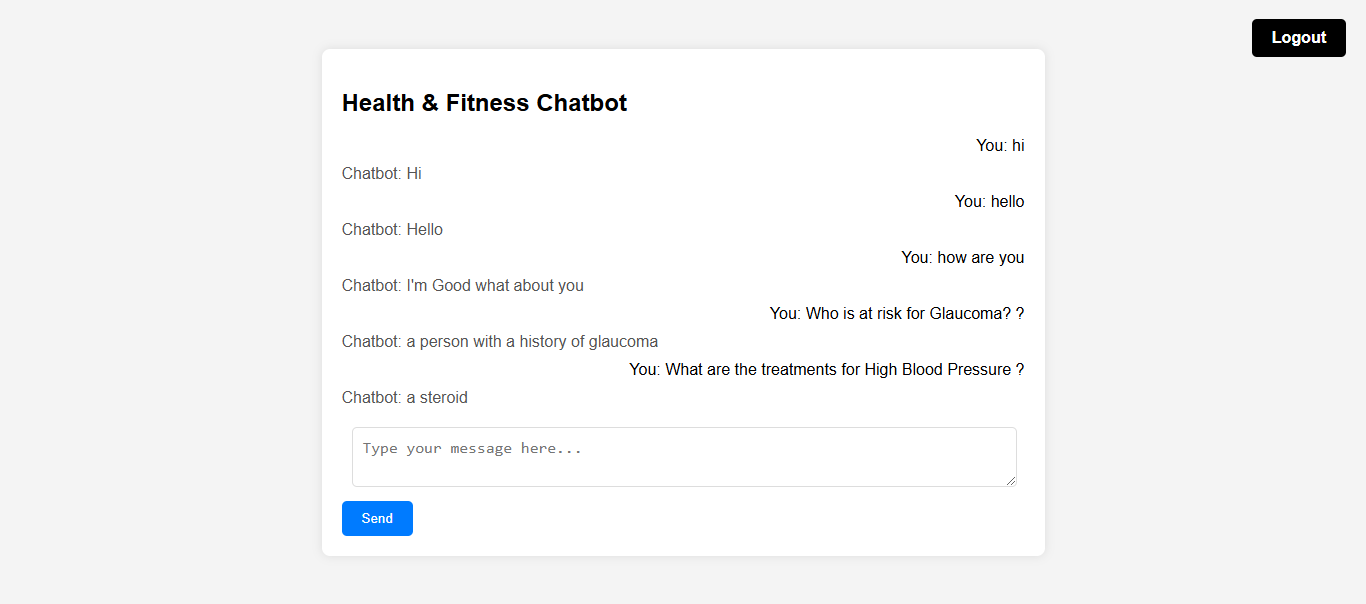 Logout
Health & Fitness Chatbot
You: hi
Chatbot: Hi
You: hello
Chatbot: Hello
You: how are you
Chatbot: I'm Good what about you
You: Who is at risk for Glaucoma? ?
Chatbot: a person with a history of glaucoma
You: What are the treatments for High Blood Pressure ?
Chatbot: a steroid
Type your message here...
Send